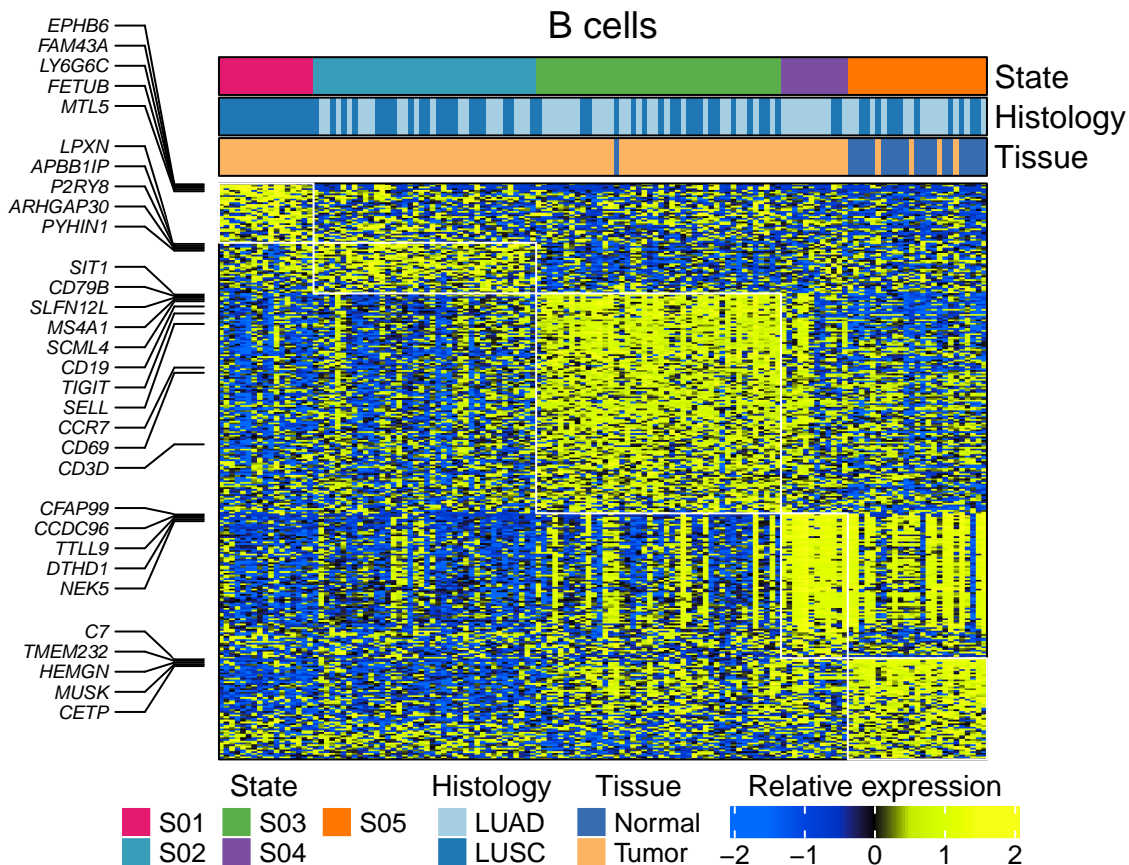 B cells
EPHB6
FAM43A
LY6G6C
FETUB
MTL5
LPXN
APBB1IP
P2RY8
ARHGAP30
PYHIN1
SIT1
CD79B
SLFN12L
MS4A1
SCML4
CD19
TIGIT
SELL
CCR7
CD69
CD3D
CFAP99
CCDC96
TTLL9
DTHD1
NEK5
C7
TMEM232
HEMGN
MUSK
CETP
State
Histology
Tissue
State
S01
S02
S03
S04
S05
Histology
LUAD
LUSC
Tissue
Normal
Tumor
Relative expression
−2 −1 0 1 2